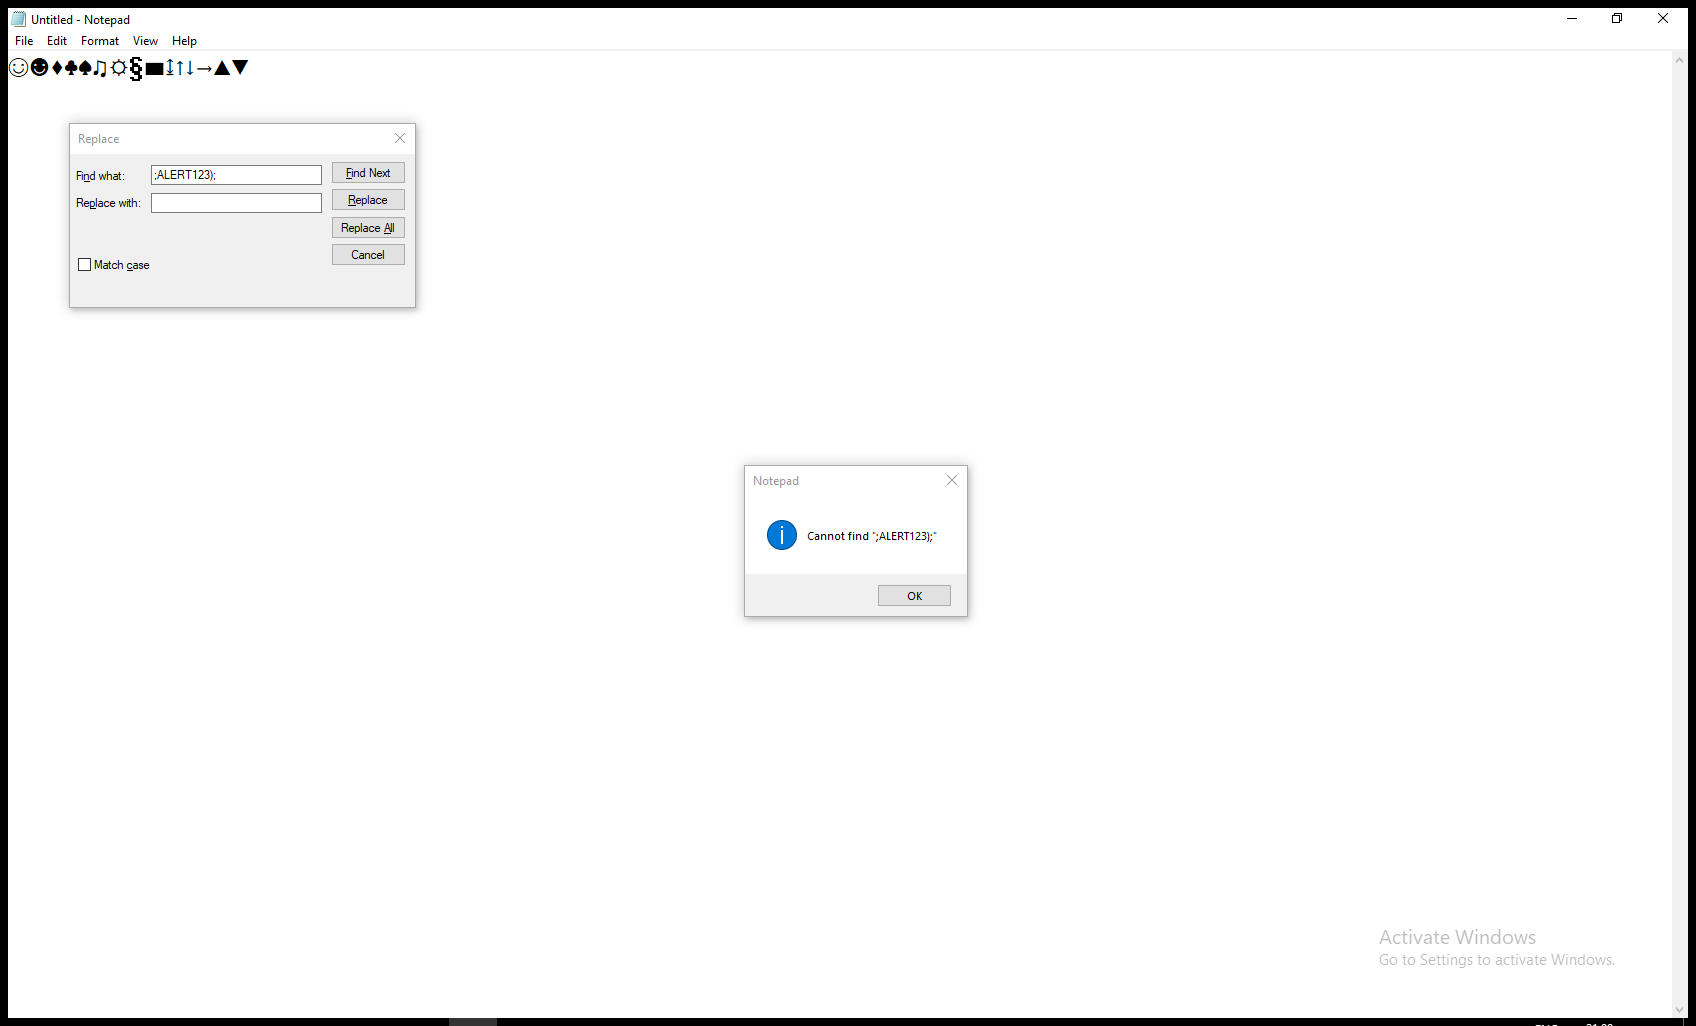 Untitled - Notepad
File Edit Format View Help
☺☻♦♣♠♫☼§▬↨↑↓→▲▼
Replace
Find what: ;ALERT123); Find Next
Replace with: Replace
Replace All
Cancel
Match case
Notepad
Cannot find ";ALERT123);"
OK
Activate Windows
Go to Settings to activate Windows.